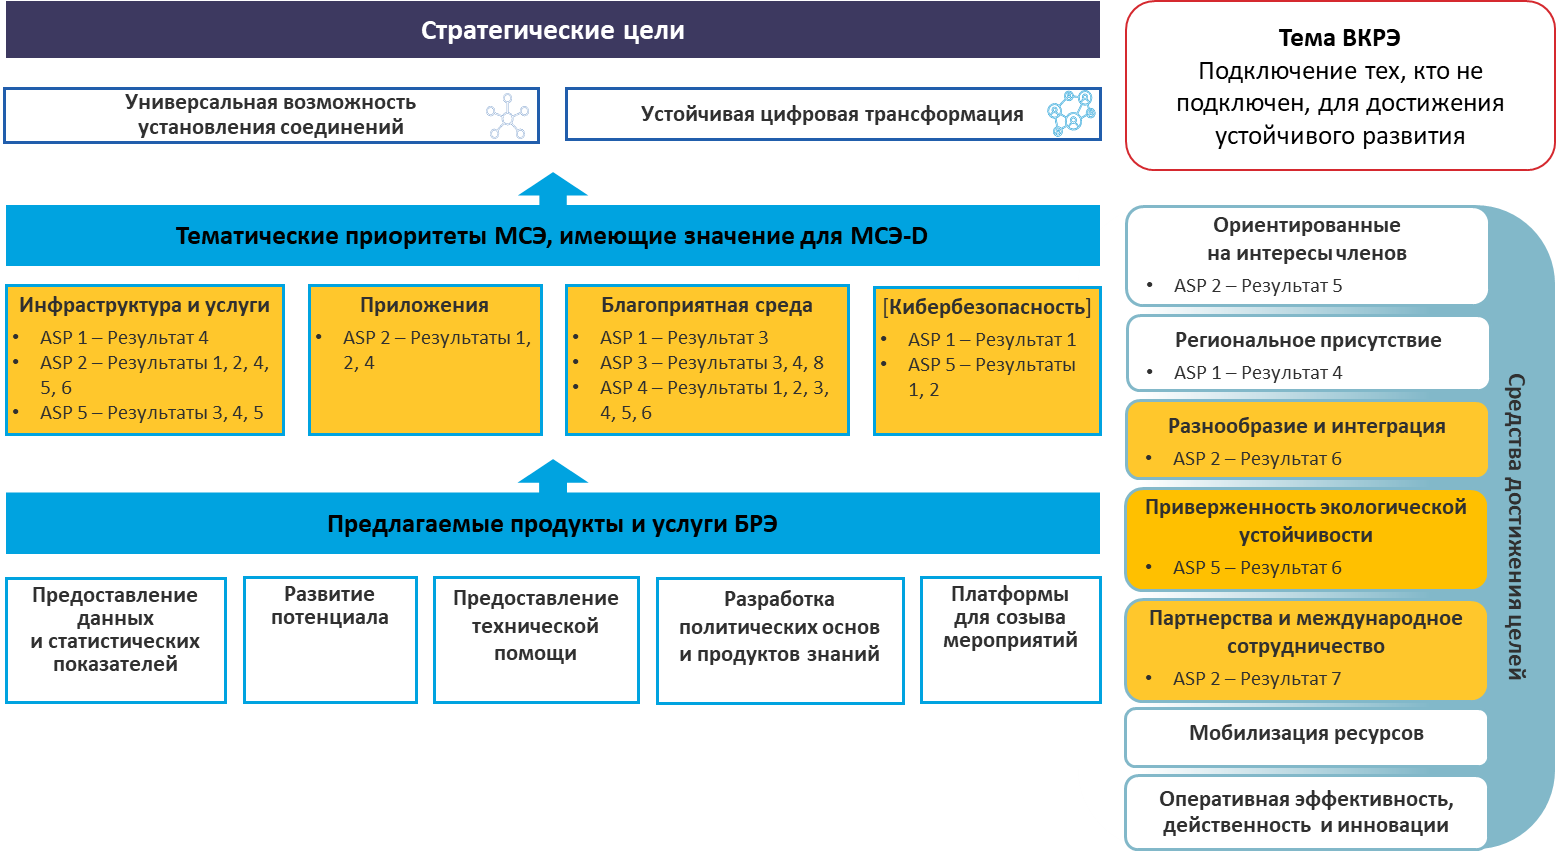 Стратегические цели
Универсальная возможность
установления соединений
Устойчивая цифровая трансформация
Тематические приоритеты МСЭ, имеющие значение для МСЭ-D
Инфраструктура и услуги
• ASP 1 – Результат 4
• ASP 2 – Результаты 1, 2, 4,
5, 6
• ASP 5 – Результаты 3, 4, 5
Приложения
• ASP 2 – Результаты 1,
2, 4
Благоприятная среда
• ASP 1 – Результат 3
• ASP 3 – Результаты 3, 4, 8
• ASP 4 – Результаты 1, 2, 3,
4, 5, 6
[Кибербезопасность]
• ASP 1 – Результат 1
• ASP 5 – Результаты
1, 2
Предлагаемые продукты и услуги БРЭ
Предоставление
данных
и статистических
показателей
Развитие
потенциала
Предоставление
технической
помощи
Разработка
политических основ
и продуктов знаний
Платформы
для созыва
мероприятий
Тема ВКРЭ
Подключение тех, кто не
подключен, для достижения
устойчивого развития
Ориентированные
на интересы членов
• ASP 2 – Результат 5
Региональное присутствие
• ASP 1 – Результат 4
Разнообразие и интеграция
• ASP 2 – Результат 6
Приверженность экологической
устойчивости
• ASP 5 – Результат 6
Партнерства и международное
сотрудничество
• ASP 2 – Результат 7
Мобилизация ресурсов
Оперативная эффективность,
действенность и инновации
Средства достижения целей